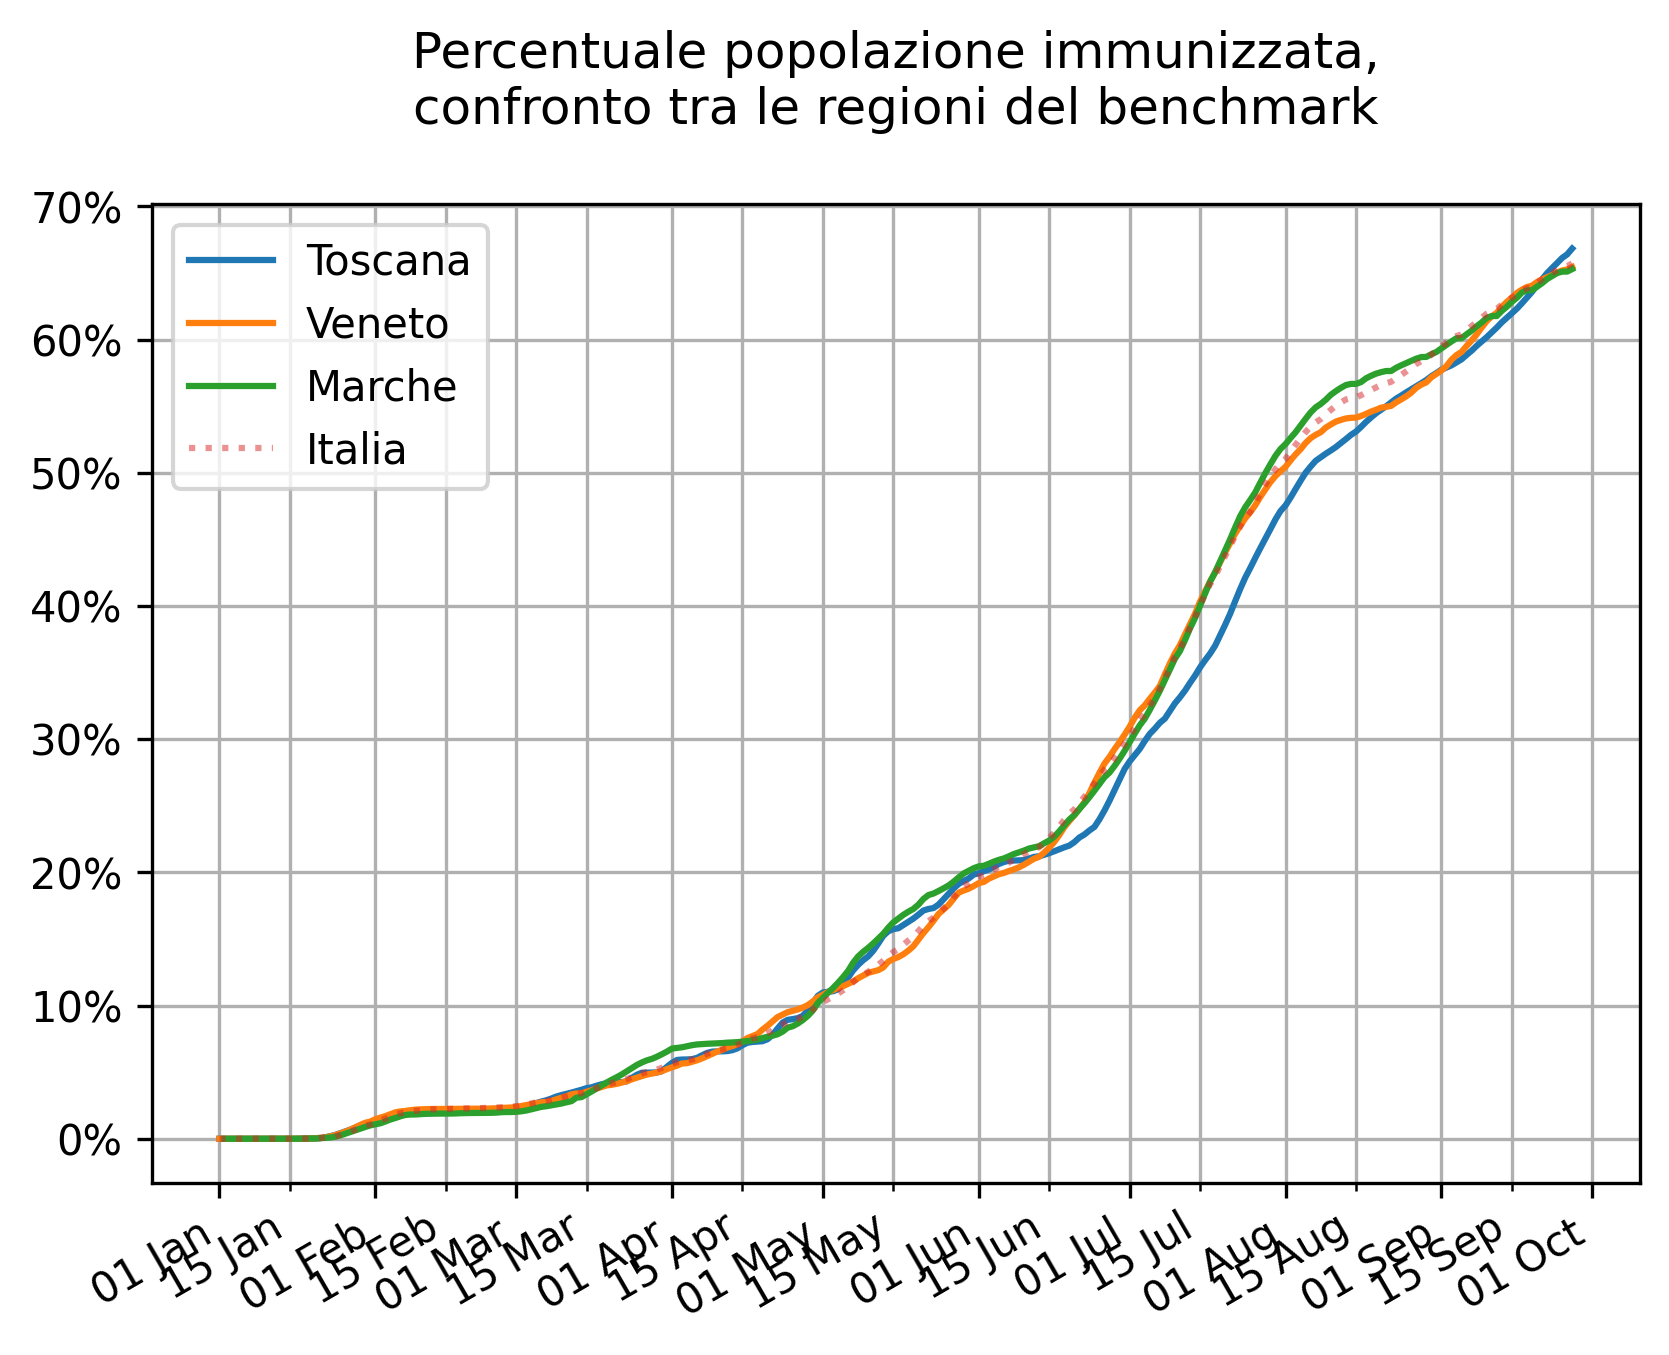 Percentuale popolazione immunizzata,
confronto tra le regioni del benchmark
70%
60%
50%
40%
30%
20%
10%
0%
Toscana
Veneto
Marche
Italia
01 Jan
15 Jan
01 Feb
15 Feb
01 Mar
15 Mar
01 Apr
15 Apr
01 May
15 May
01 Jun
15 Jun
01 Jul
15 Jul
01 Aug
15 Aug
01 Sep
15 Sep
01 Oct